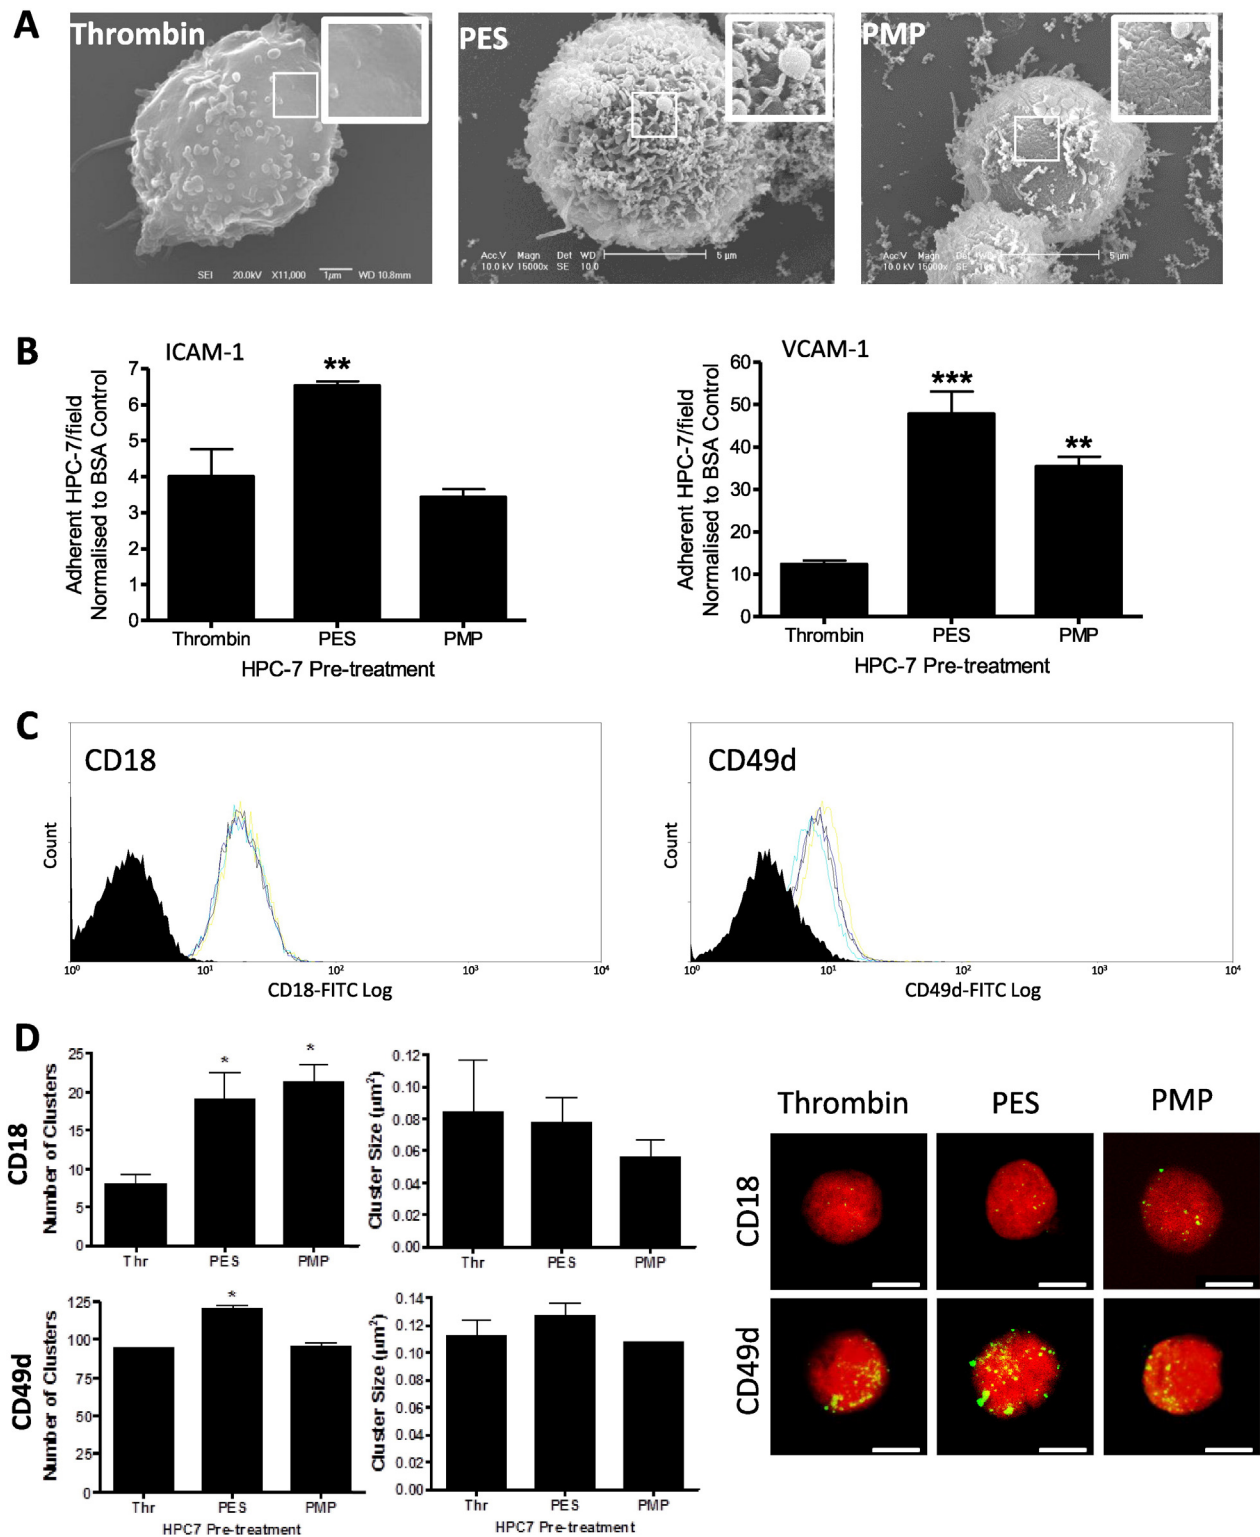 A
Thrombin
PES
PMP
SEI 20.0kV X11,000 1µm WD 10.8mm
Acc.V Magn Det WD
10.0 kV 15000x SE 10.0
5 µm
Acc.V Magn
10.0 kV 15000x SE
5 µm
B
ICAM-1
Adherent HPC-7/field
Normalised to BSA Control
7
6
5
4
3
2
1
0
**
Thrombin PES PMP
HPC-7 Pre-treatment
VCAM-1
Adherent HPC-7/field
Normalised to BSA Control
60
50
40
30
20
10
0
***
**
Thrombin PES PMP
HPC-7 Pre-treatment
C
CD18
Count
10⁰ 10¹ 10² 10³ 10⁴
CD18-FITC Log
CD49d
Count
10⁰ 10¹ 10² 10³ 10⁴
CD49d-FITC Log
D
CD18
Number of Clusters
25
20
15
10
5
0
* *
Thr PES PMP
Cluster Size (µm²)
0.12
0.10
0.08
0.06
0.04
0.02
0.00
Thr PES PMP
CD49d
Number of Clusters
125
100
75
50
25
0
*
Thr PES PMP
HPC7 Pre-treatment
Cluster Size (µm²)
0.14
0.12
0.10
0.08
0.06
0.04
0.02
0.00
Thr PES PMP
HPC7 Pre-treatment
Thrombin PES PMP
CD18
CD49d